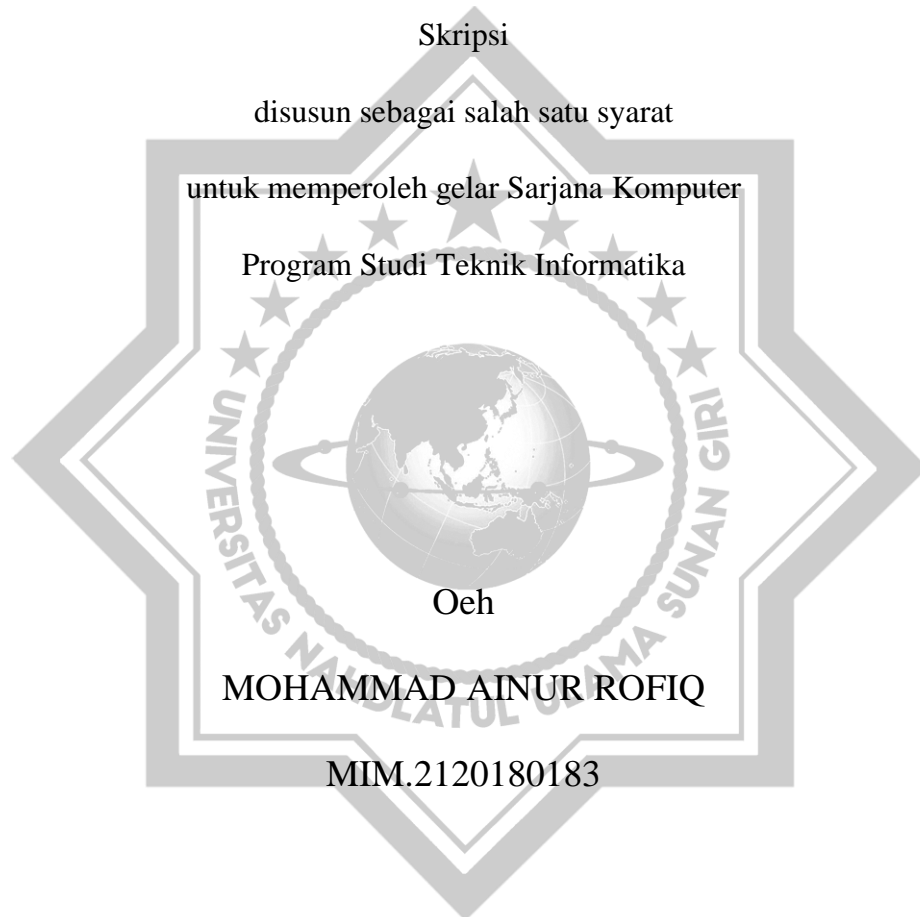 Skripsi
disusun sebagai salah satu syarat
untuk memperoleh gelar Sarjana Komputer
Program Studi Teknik Informatika
Oeh
MOHAMMAD AINUR ROFIQ
MIM.2120180183
UNIVERSITAS NAHDLATUL ULAMA SUNAN GIRI